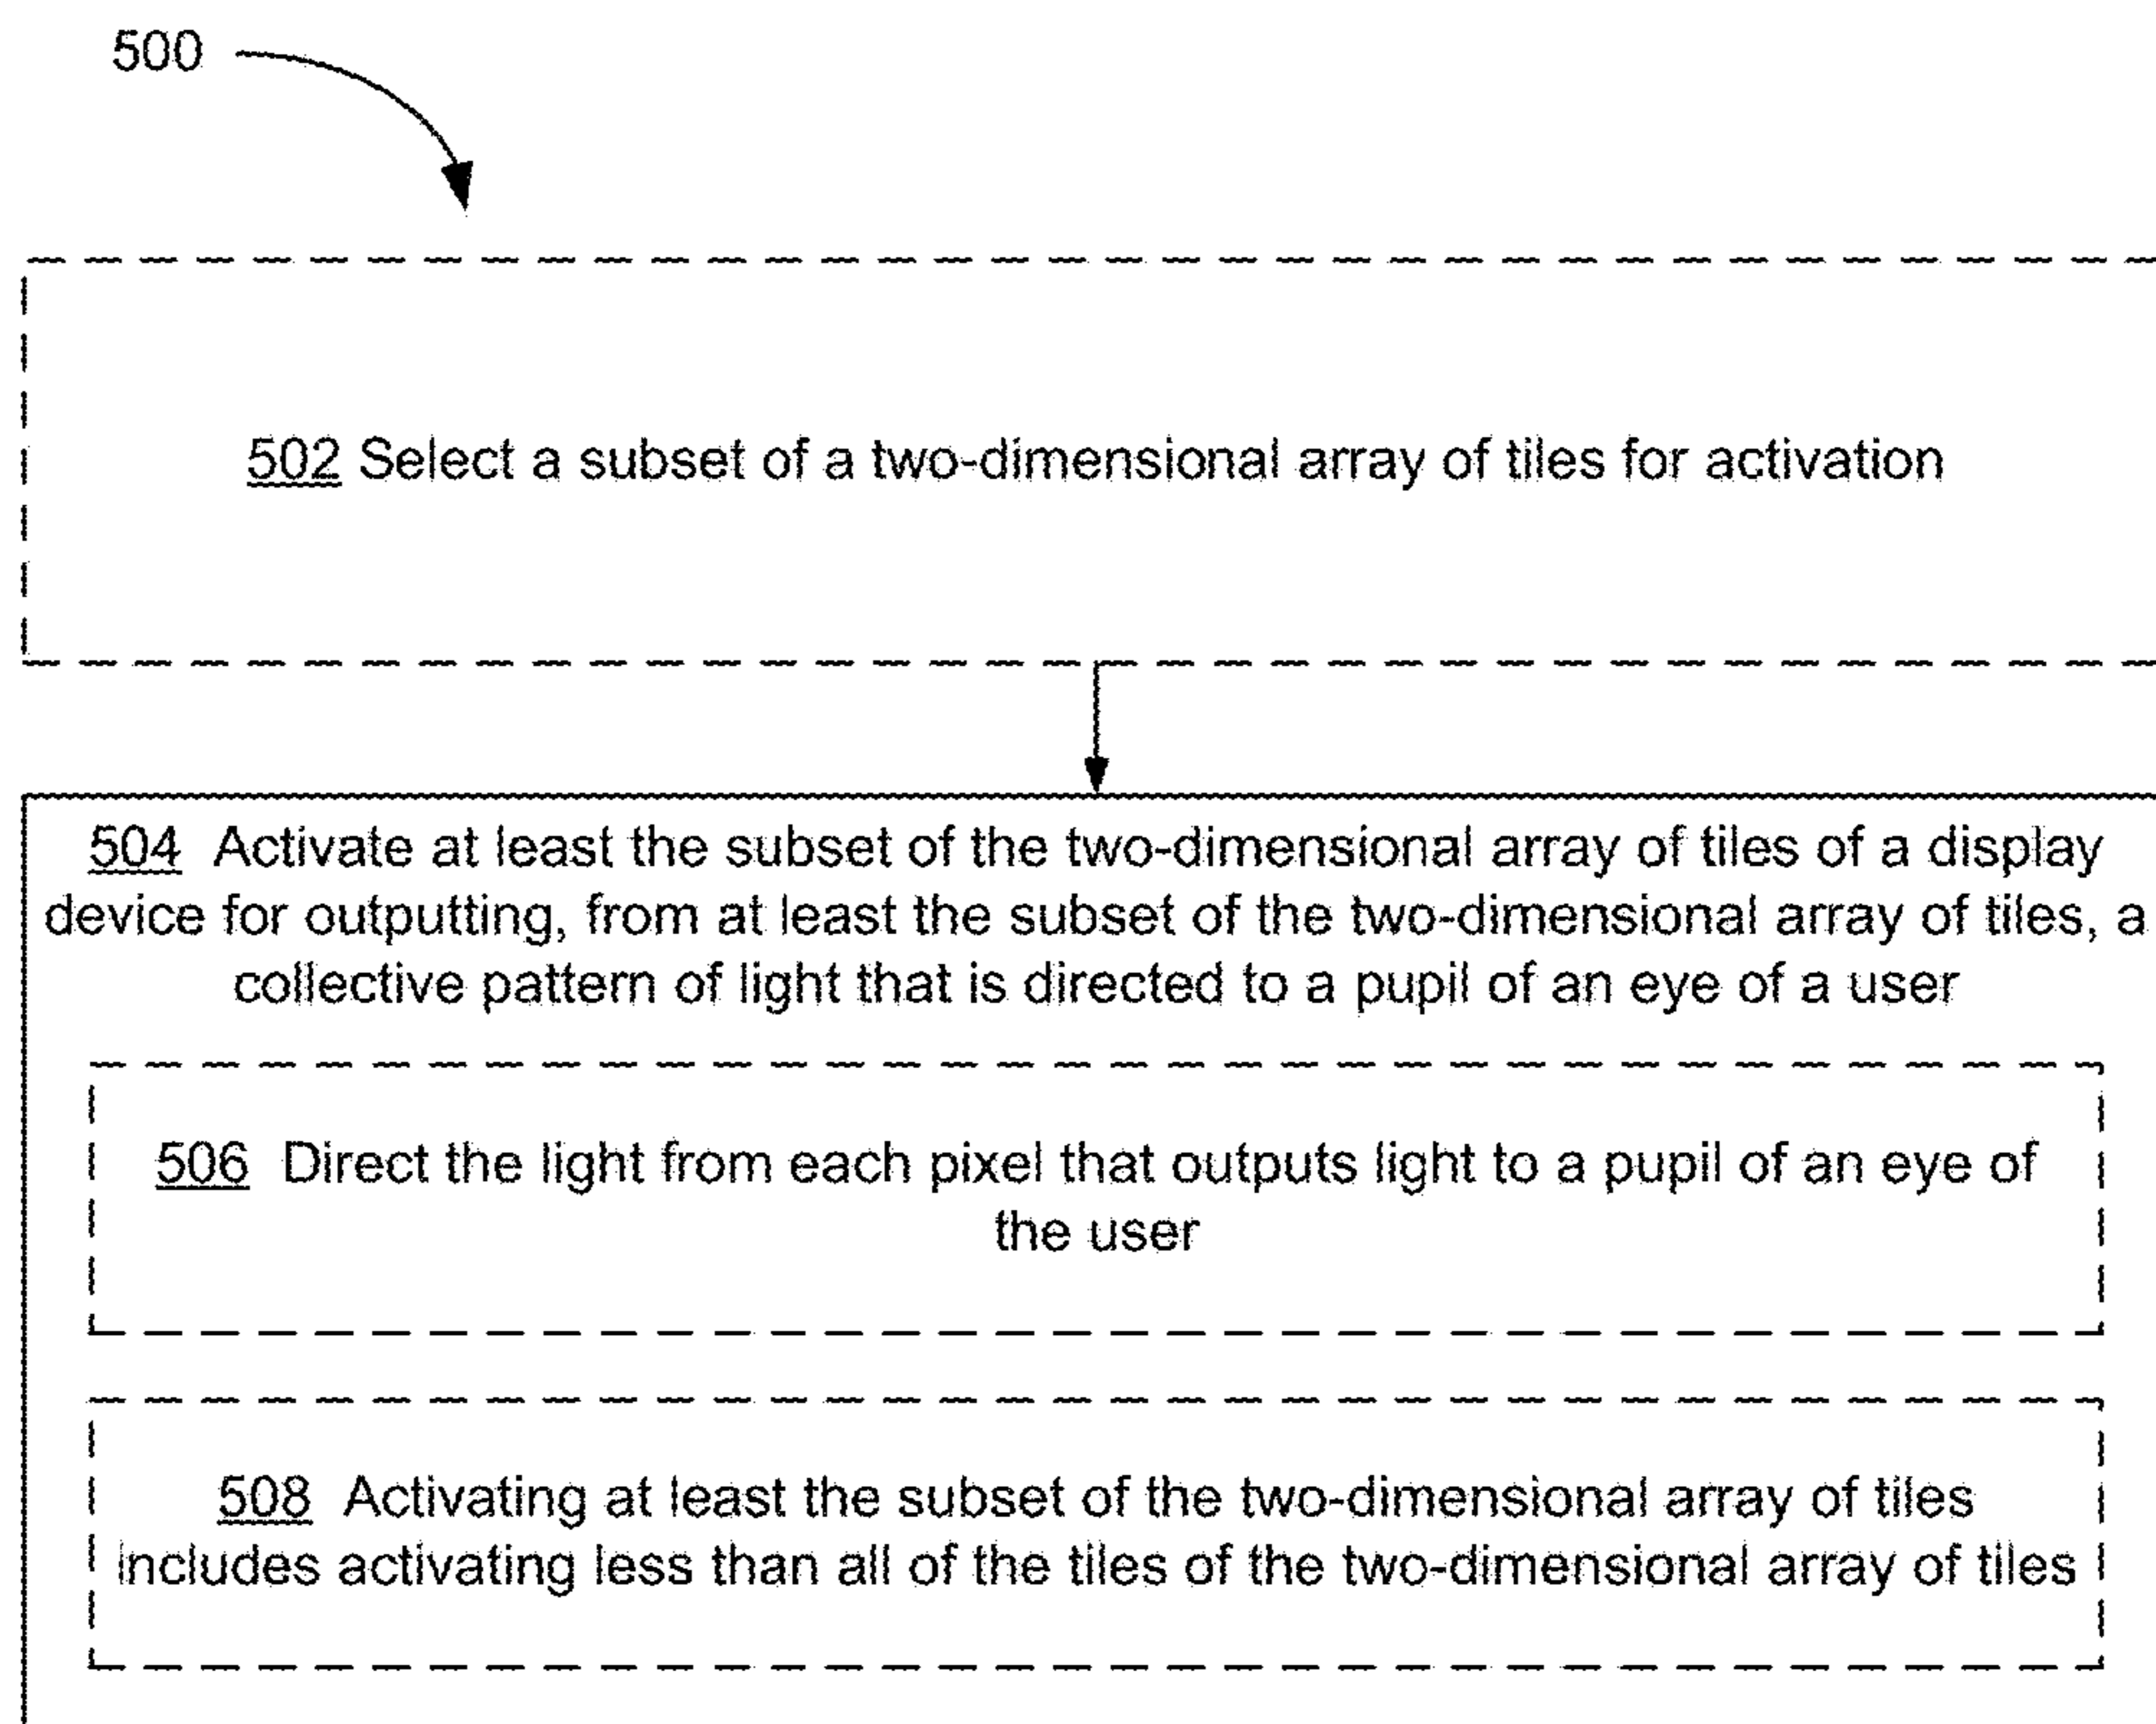 500
502 Select a subset of a two-dimensional array of tiles for activation
504 Activate at least the subset of the two-dimensional array of tiles of a display
device for outputting, from at least the subset of the two-dimensional array of tiles, a
collective pattern of light that is directed to a pupil of an eye of a user
506 Direct the light from each pixel that outputs light to a pupil of an eye of
the user
508 Activating at least the subset of the two-dimensional array of tiles
includes activating less than all of the tiles of the two-dimensional array of tiles